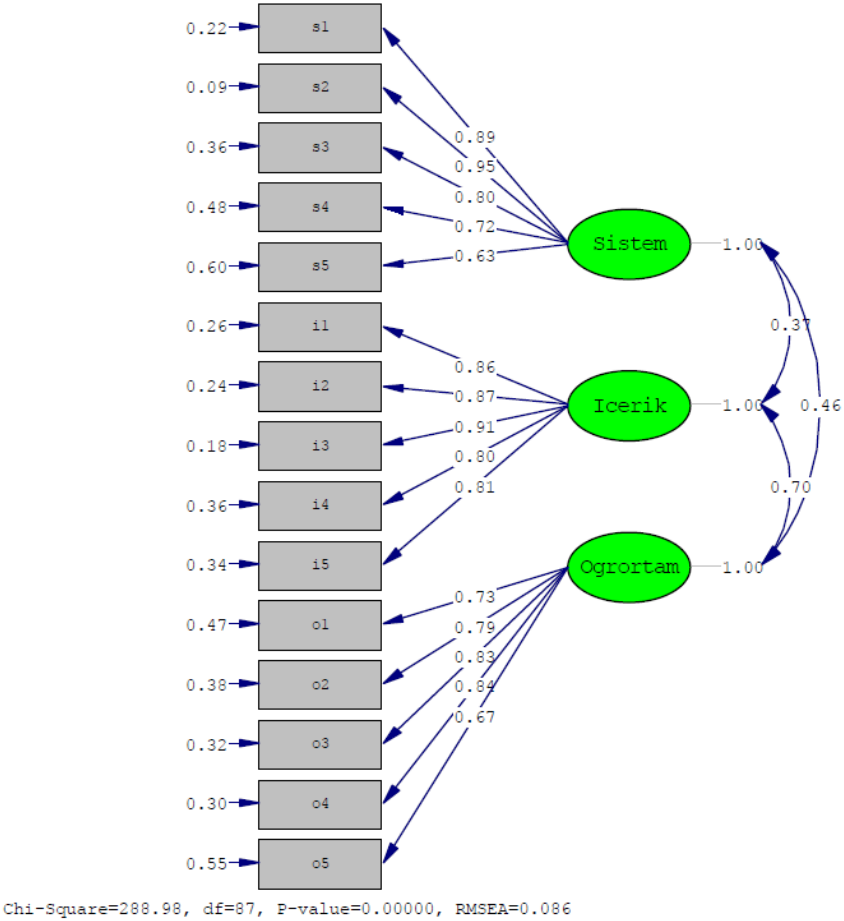 0.22 s1
0.09 s2
0.89
0.36 s3
0.95
0.80
0.48 s4
0.72
Sistem 1.00
0.63
0.60 s5
0.26 i1
0.37
0.86
0.24 i2
0.87
Icerik 1.00 0.46
0.91
0.18 i3
0.80
0.81
0.70
0.36 i4
0.34 i5
Ogrortam 1.00
0.73
0.47 o1
0.79
0.83
0.38 o2
0.84
0.67
0.32 o3
0.30 o4
0.55 o5
Chi-Square=288.98, df=87, P-value=0.00000, RMSEA=0.086